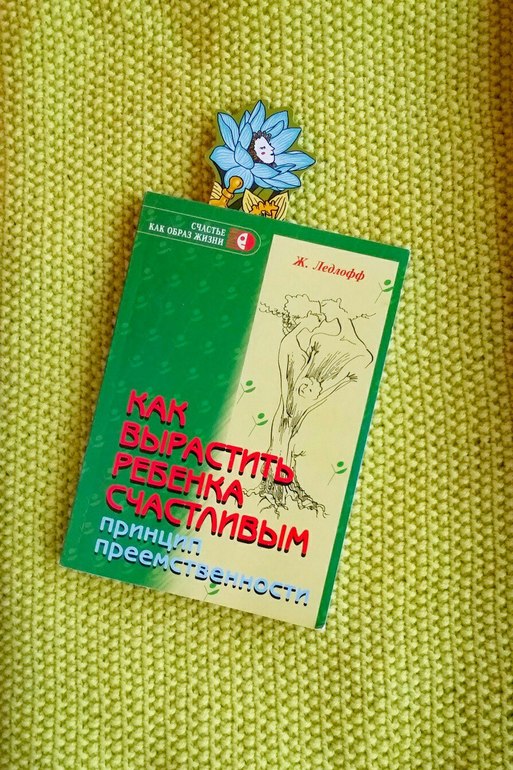 СЧАСТЬЕ
КАК ОБРАЗ ЖИЗНИ
Ж. Ледлофф
КАК
ВЫРАСТИТЬ
РЕБЕНКА
СЧАСТЛИВЫМ
принцип
преемственности